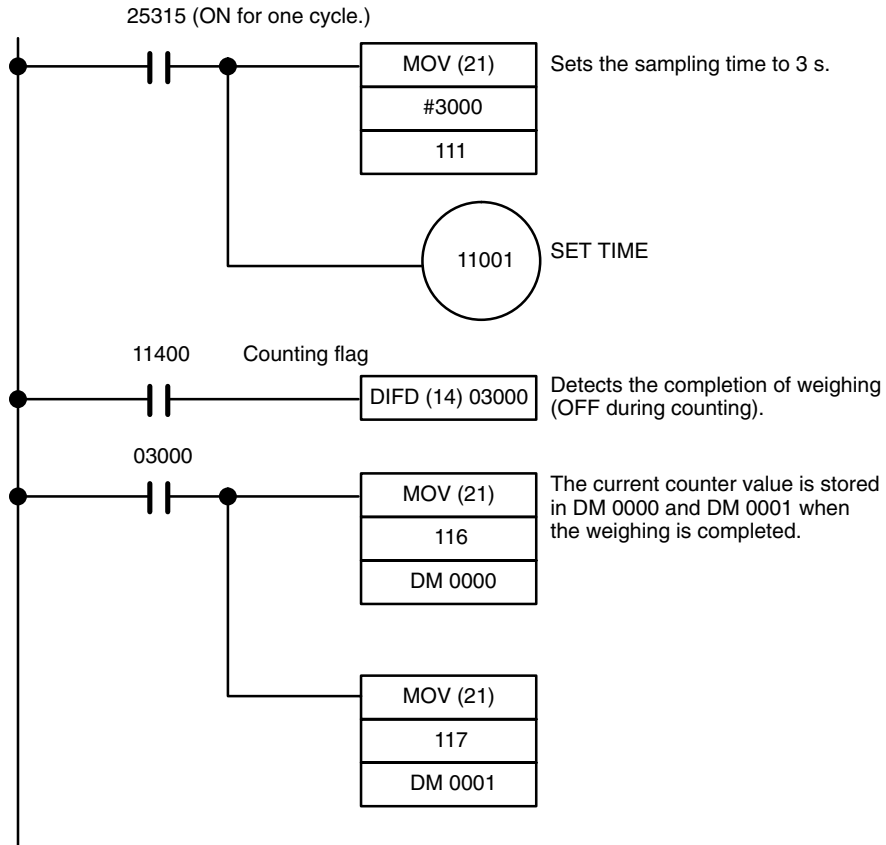 25315 (ON for one cycle.)
MOV (21)
Sets the sampling time to 3 s.
#3000
111
11001
SET TIME
11400
Counting flag
DIFD (14) 03000
Detects the completion of weighing
(OFF during counting).
03000
MOV (21)
The current counter value is stored
in DM 0000 and DM 0001 when
the weighing is completed.
116
DM 0000
MOV (21)
117
DM 0001